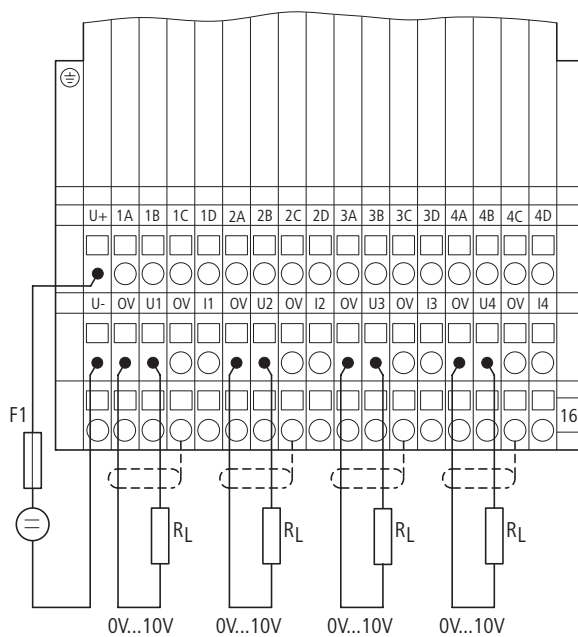 U+ 1A 1B 1C 1D 2A 2B 2C 2D 3A 3B 3C 3D 4A 4B 4C 4D
U- 0V U1 0V I1 0V U2 0V I2 0V U3 0V I3 0V U4 0V I4
F1
16
RL RL RL RL
0V...10V 0V...10V 0V...10V 0V...10V